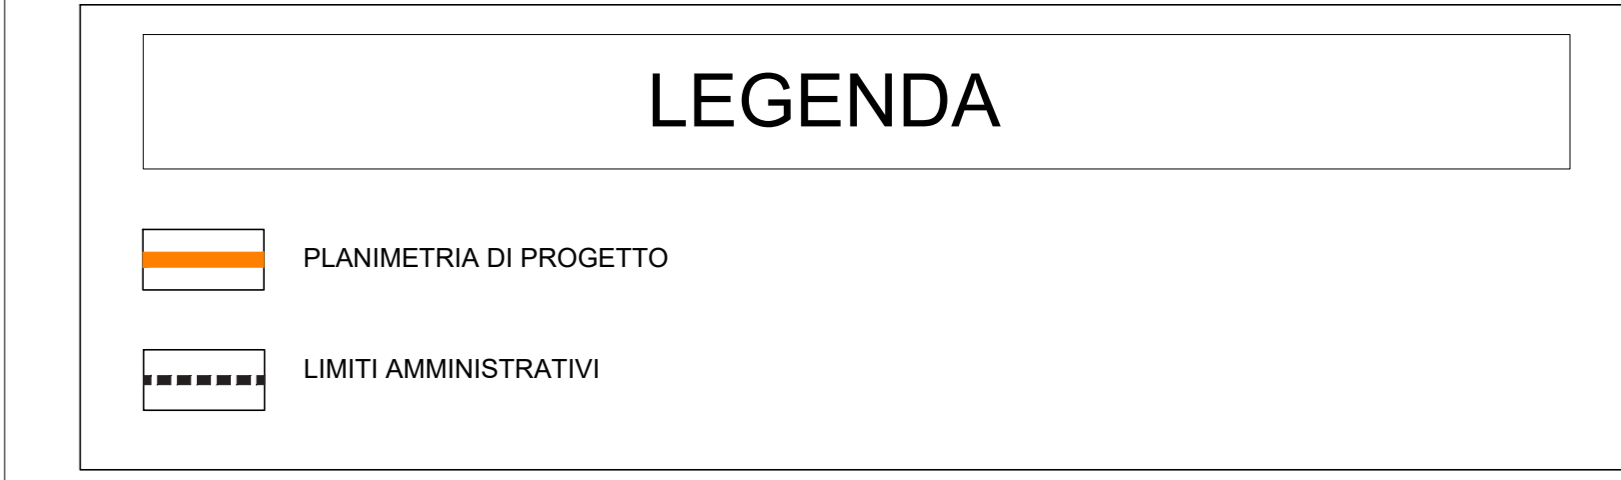 LEGENDA
PLANIMETRIA DI PROGETTO
LIMITI AMMINISTRATIVI